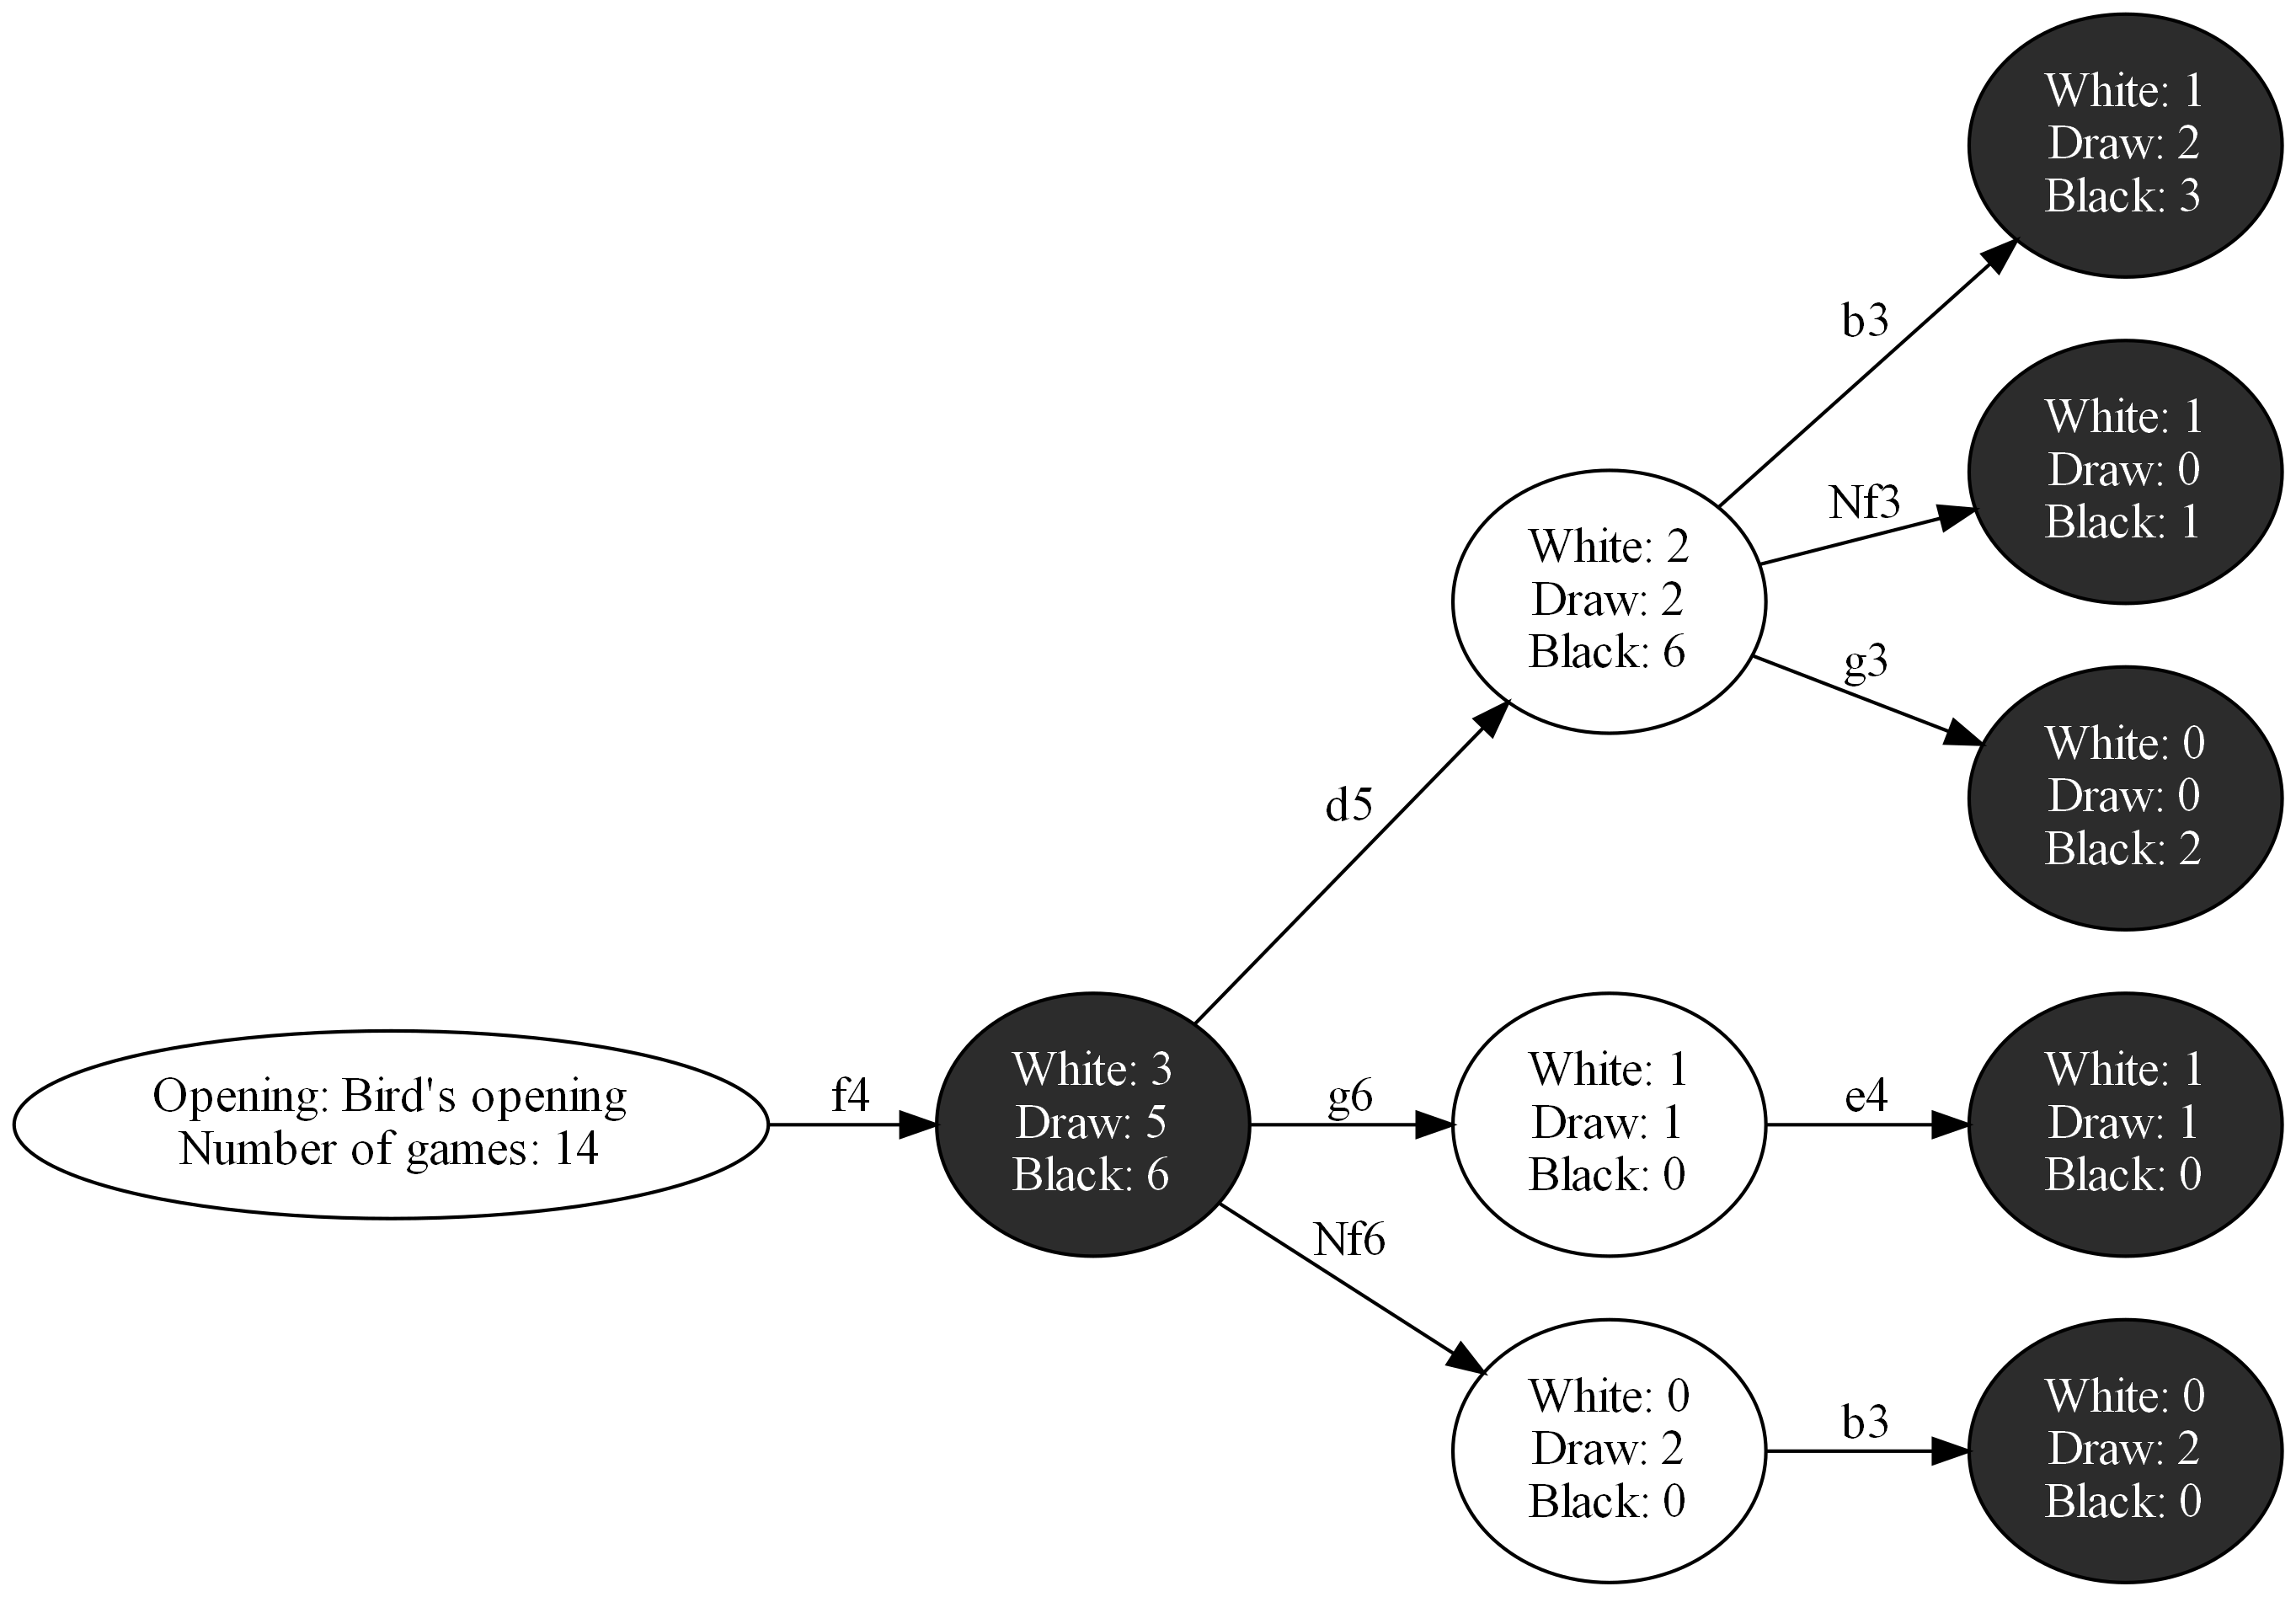 Opening: Bird's opening
Number of games: 14
f4
White: 3
Draw: 5
Black: 6
d5
White: 2
Draw: 2
Black: 6
b3
White: 1
Draw: 2
Black: 3
Nf3
White: 1
Draw: 0
Black: 1
g3
White: 0
Draw: 0
Black: 2
g6
White: 1
Draw: 1
Black: 0
e4
White: 1
Draw: 1
Black: 0
Nf6
White: 0
Draw: 2
Black: 0
b3
White: 0
Draw: 2
Black: 0